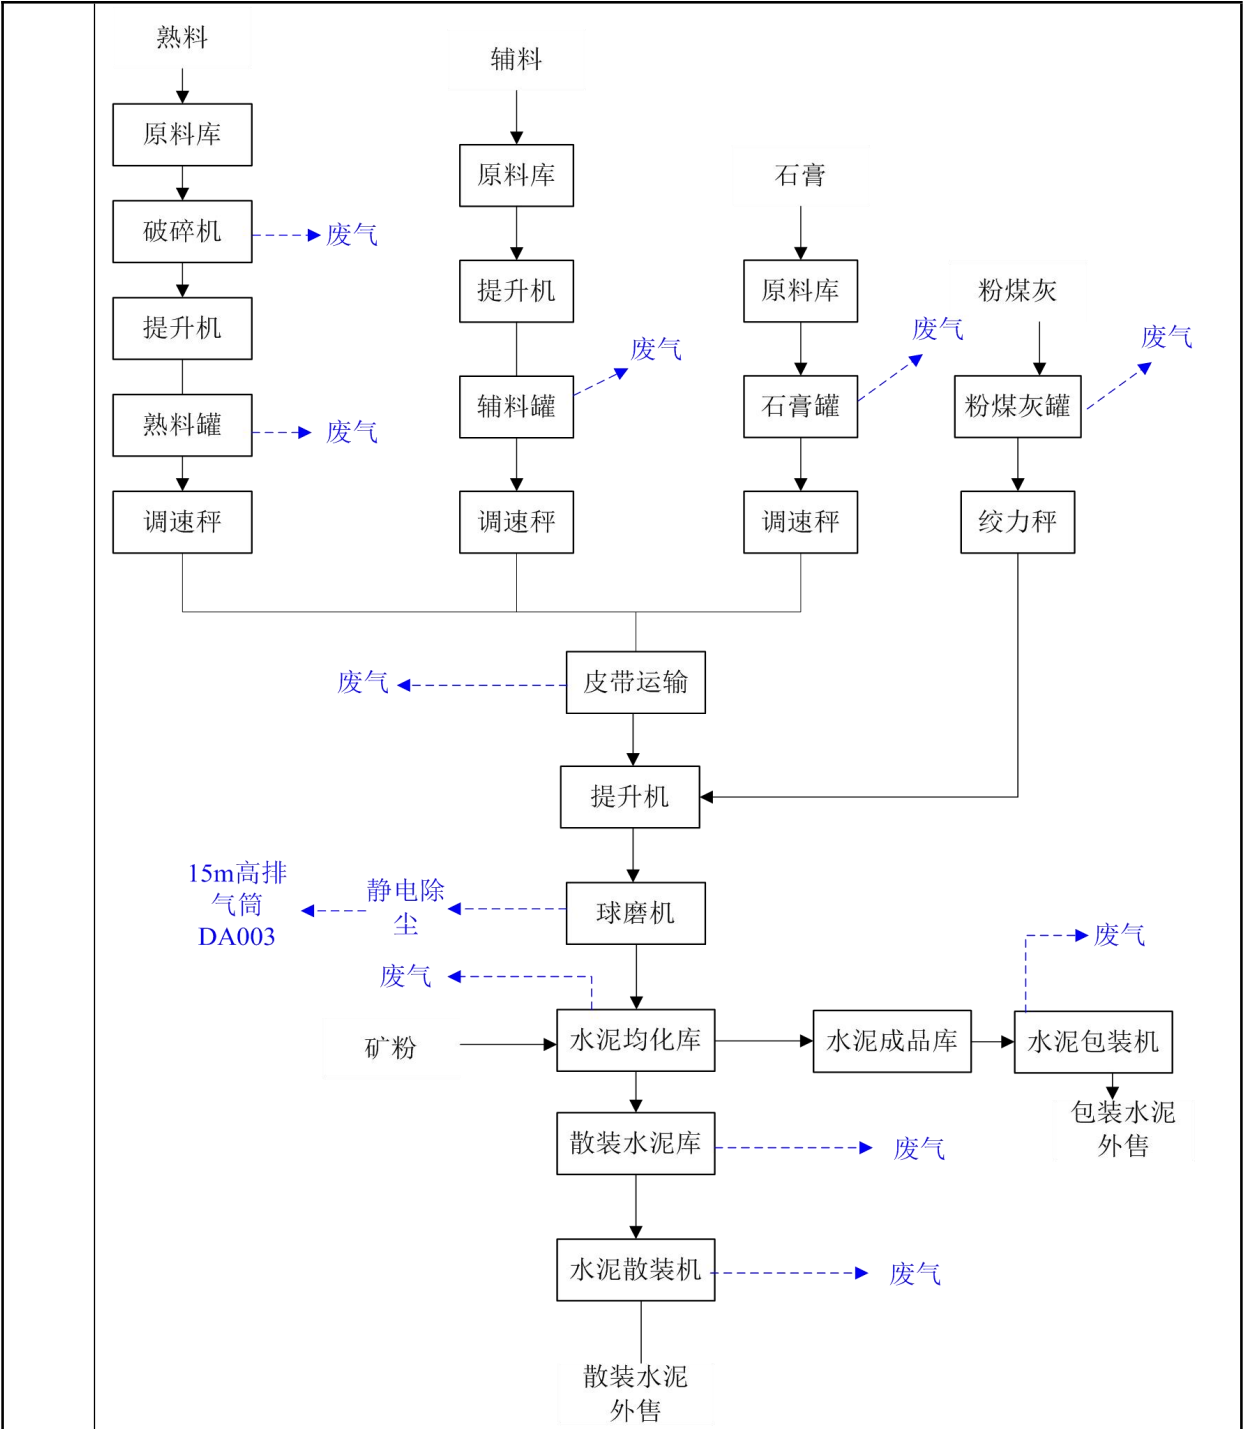 熟料
辅料
原料库
原料库
石膏
破碎机
废气
提升机
原料库
粉煤灰
提升机
废气
废气
废气
熟料罐
废气
辅料罐
石膏罐
粉煤灰罐
调速秤
调速秤
调速秤
绞力秤
废气
皮带运输
提升机
15m高排
气筒
DA003
静电除
尘
球磨机
废气
废气
矿粉
水泥均化库
水泥成品库
水泥包装机
包装水泥
外售
散装水泥库
废气
水泥散装机
废气
散装水泥
外售